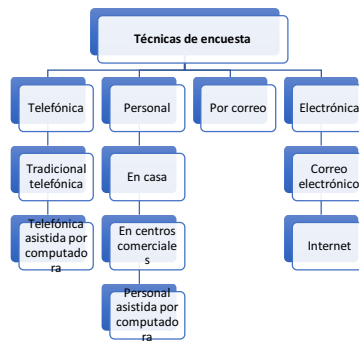 Técnicas de encuesta
Telefónica
Personal
Por correo
Electrónica
Tradicional
telefónica
En casa
Correo
electrónico
Telefónica
asistida por
computado
ra
En centros
comerciale
s
Internet
Personal
asistida por
computado
ra